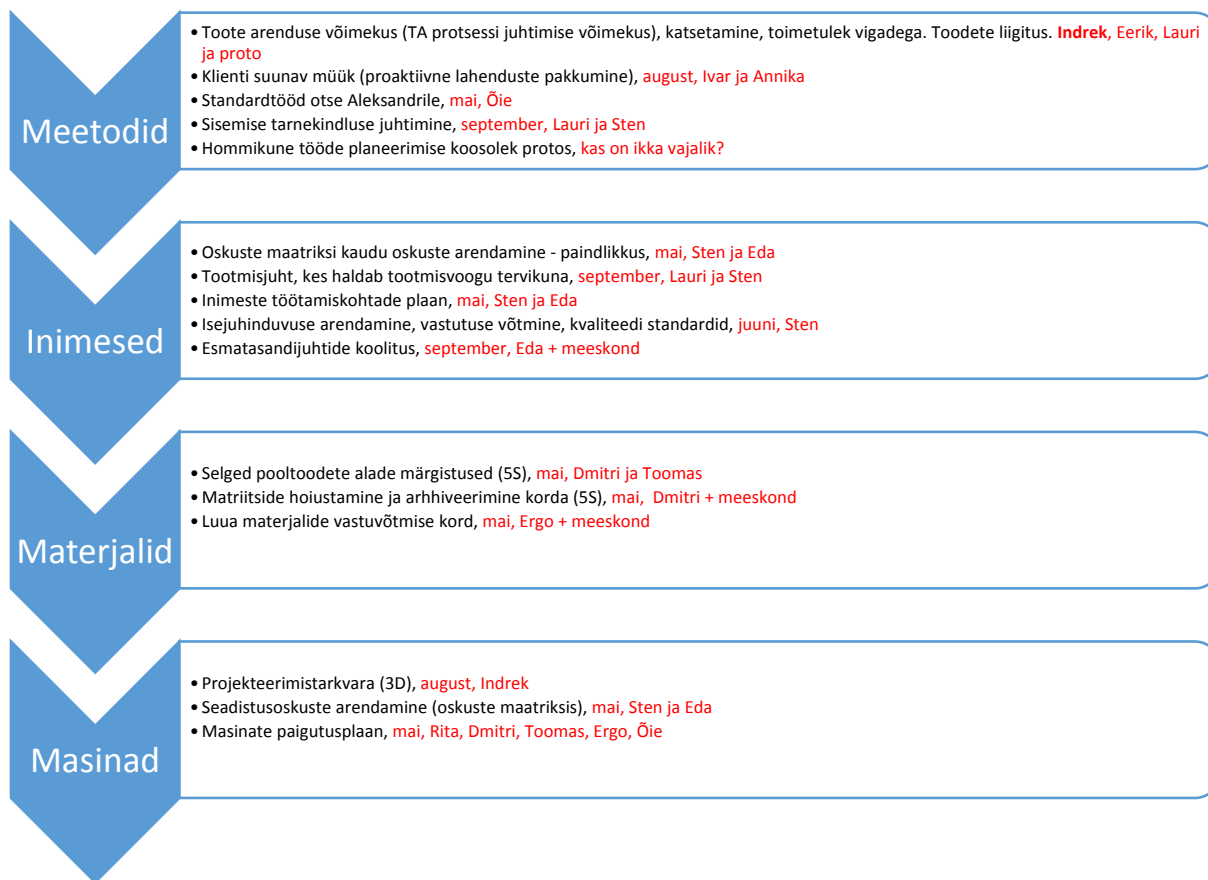 Meetodid
• Toote arenduse võimekus (TA protsessi juhtimise võimekus), katsetamine, toimetulek vigadega. Toodete liigitus. Indrek, Eerik, Lauri
ja proto
• Klienti suunav müük (proaktiivne lahenduste pakkumine), august, Ivar ja Annika
• Standardtööd otse Aleksandrile, mai, Õie
• Sisemise tarnekindluse juhtimine, september, Lauri ja Sten
• Hommikune tööde planeerimise koosolek protos, kas on ikka vajalik?
Inimesed
• Oskuste maatriksi kaudu oskuste arendamine - paindlikkus, mai, Sten ja Eda
• Tootmisjuht, kes haldab tootmisvoogu tervikuna, september, Lauri ja Sten
• Inimeste töötamiskohtade plaan, mai, Sten ja Eda
• Isejuhinduvuse arendamine, vastutuse võtmine, kvaliteedi standardid, juuni, Sten
• Esmatasandijuhtide koolitus, september, Eda + meeskond
Materjalid
• Selged pooltoodete alade märgistused (5S), mai, Dmitri ja Toomas
• Matriitside hoiustamine ja arhhiveerimine korda (5S), mai, Dmitri + meeskond
• Luua materjalide vastuvõtmise kord, mai, Ergo + meeskond
Masinad
• Projekteerimistarkvara (3D), august, Indrek
• Seadistusoskuste arendamine (oskuste maatriksis), mai, Sten ja Eda
• Masinate paigutusplaan, mai, Rita, Dmitri, Toomas, Ergo, Õie